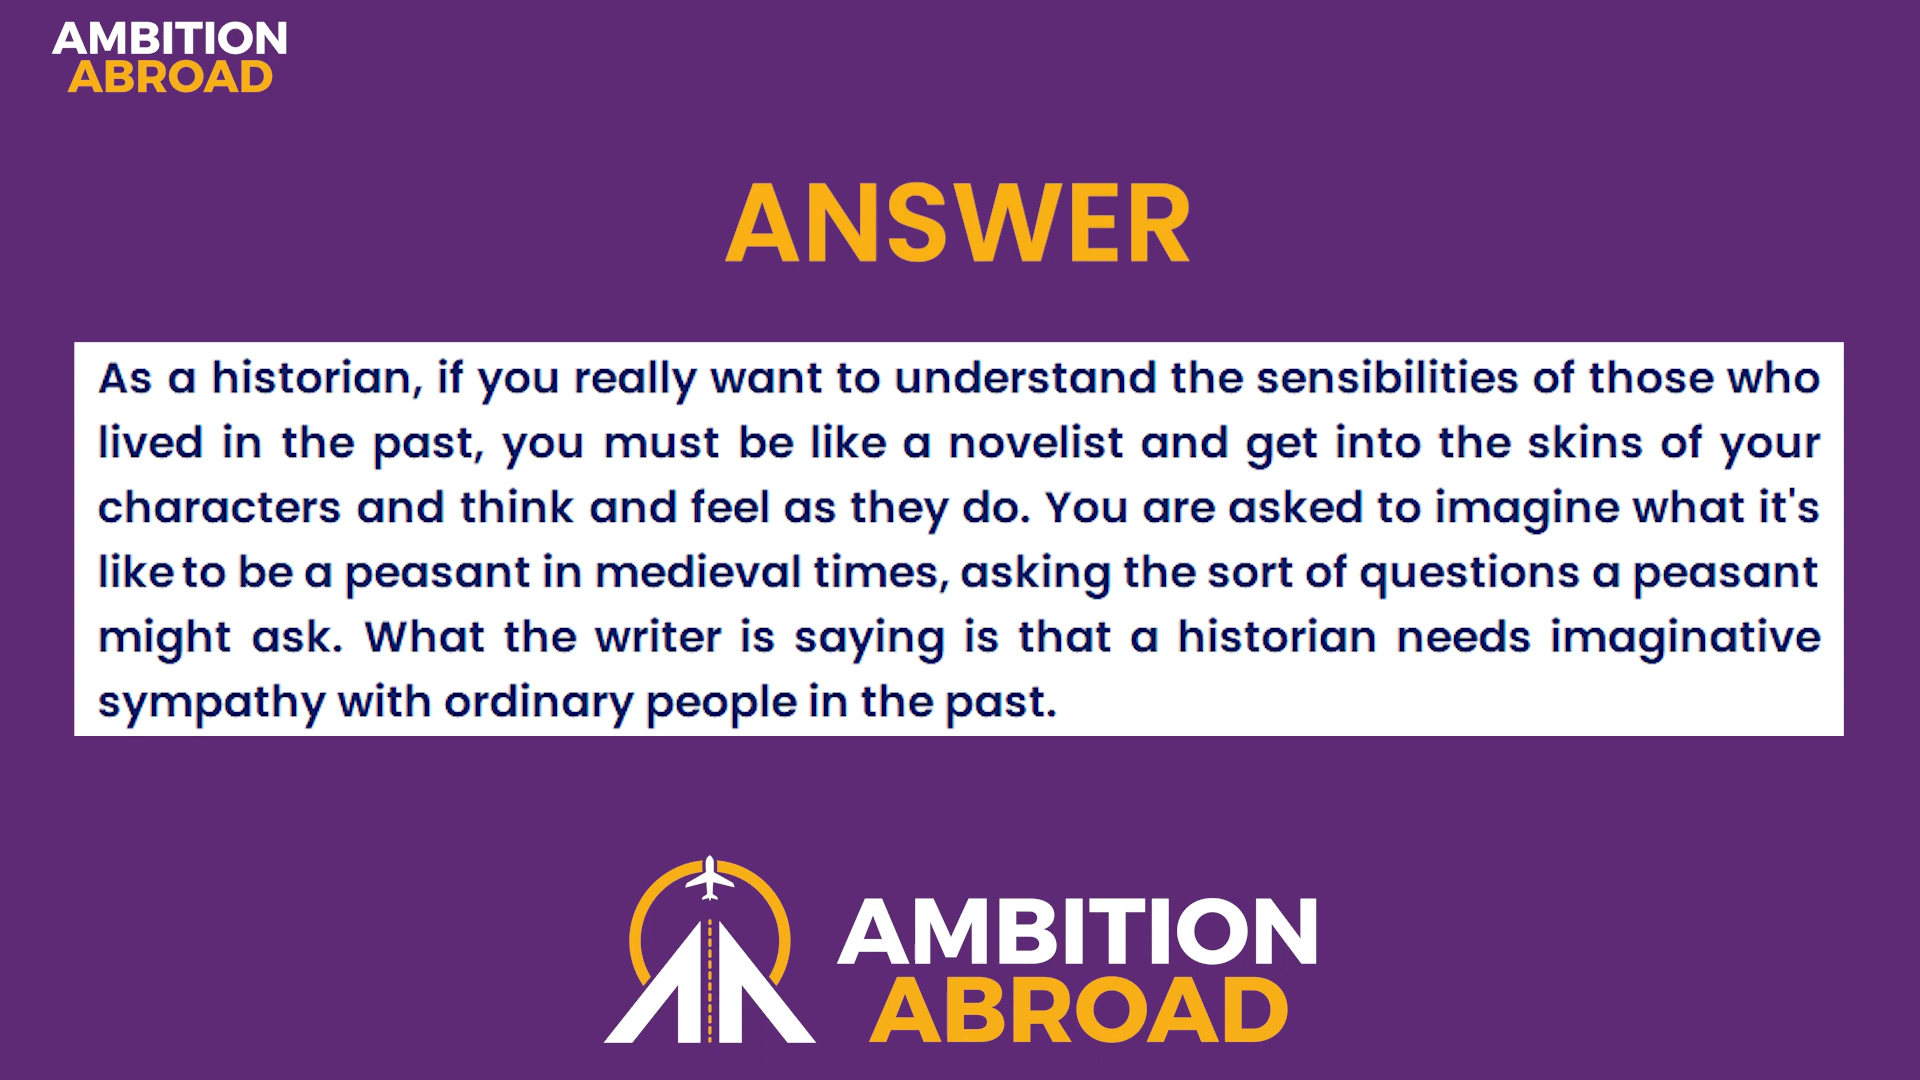 AMBITION
ABROAD
ANSWER
As a historian, if you really want to understand the sensibilities of those who
lived in the past, you must be like a novelist and get into the skins of your
characters and think and feel as they do. You are asked to imagine what it's
like to be a peasant in medieval times, asking the sort of questions a peasant
might ask. What the writer is saying is that a historian needs imaginative
sympathy with ordinary people in the past.
AMBITION
ABROAD